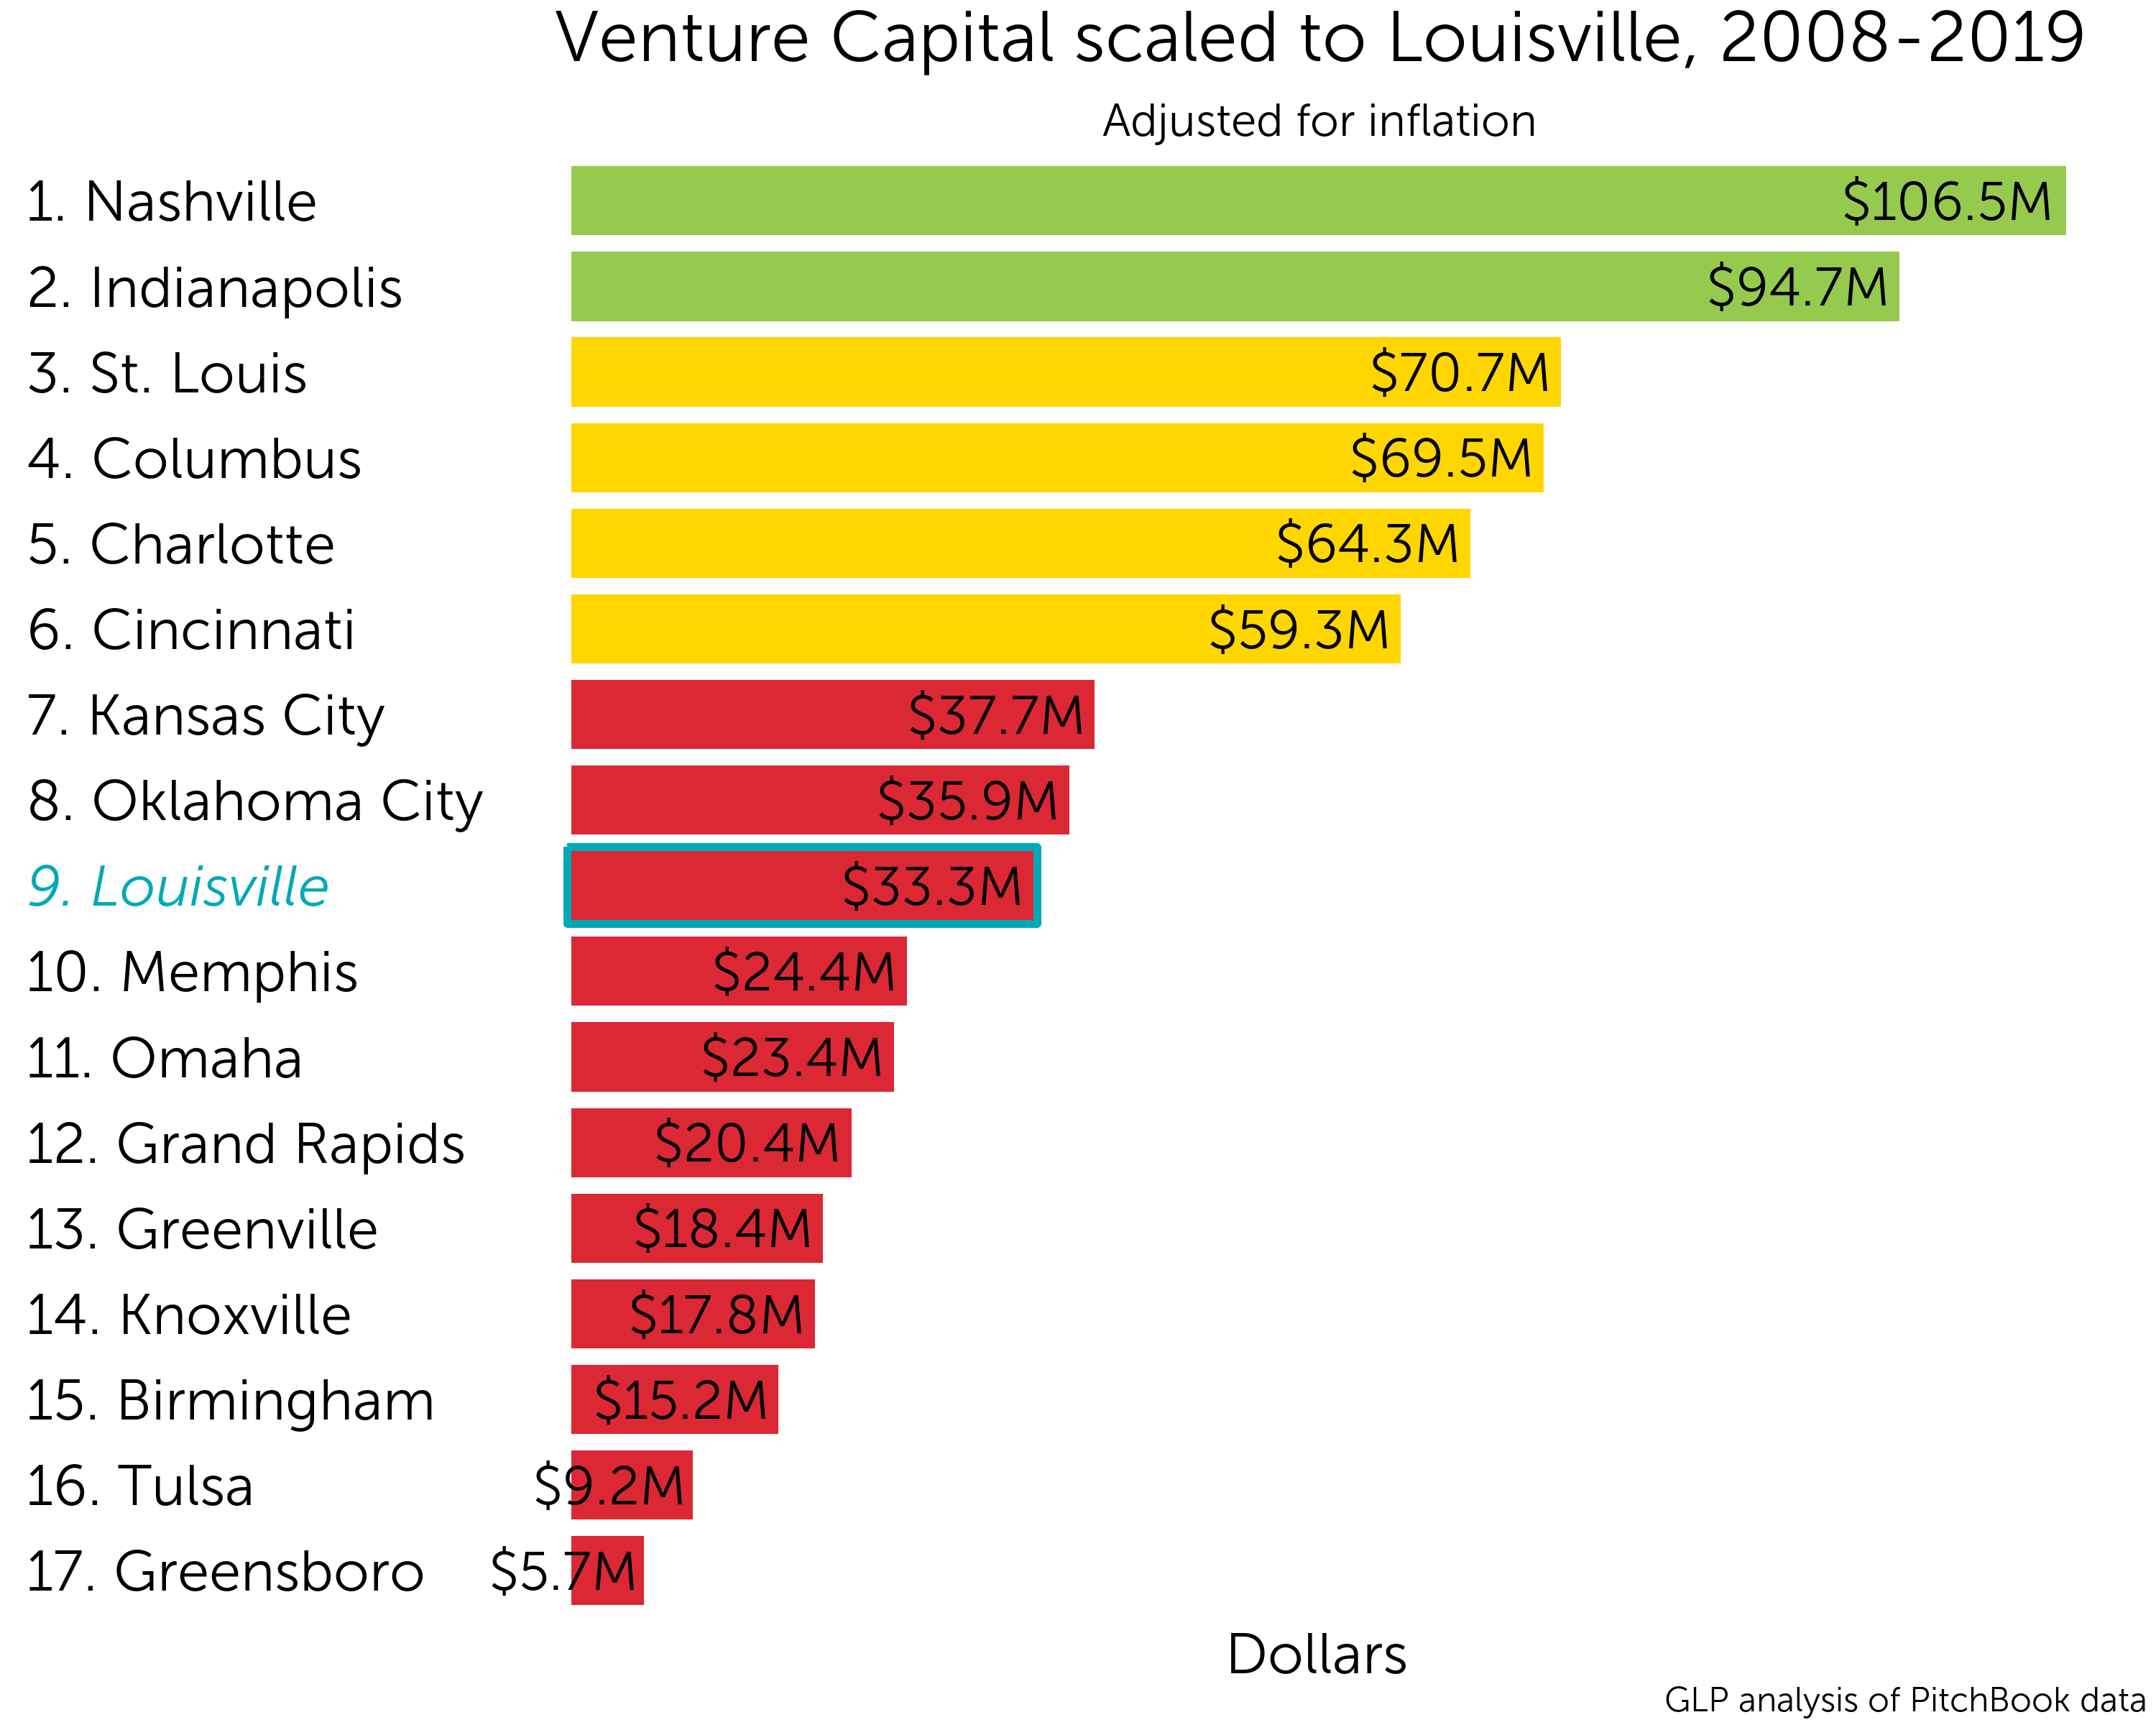 Venture Capital scaled to Louisville, 2008-2019
Adjusted for inflation
1. Nashville $106.5M
2. Indianapolis $94.7M
3. St. Louis $70.7M
4. Columbus $69.5M
5. Charlotte $64.3M
6. Cincinnati $59.3M
7. Kansas City $37.7M
8. Oklahoma City $35.9M
9. Louisville $33.3M
10. Memphis $24.4M
11. Omaha $23.4M
12. Grand Rapids $20.4M
13. Greenville $18.4M
14. Knoxville $17.8M
15. Birmingham $15.2M
16. Tulsa $9.2M
17. Greensboro $5.7M
Dollars
GLP analysis of PitchBook data